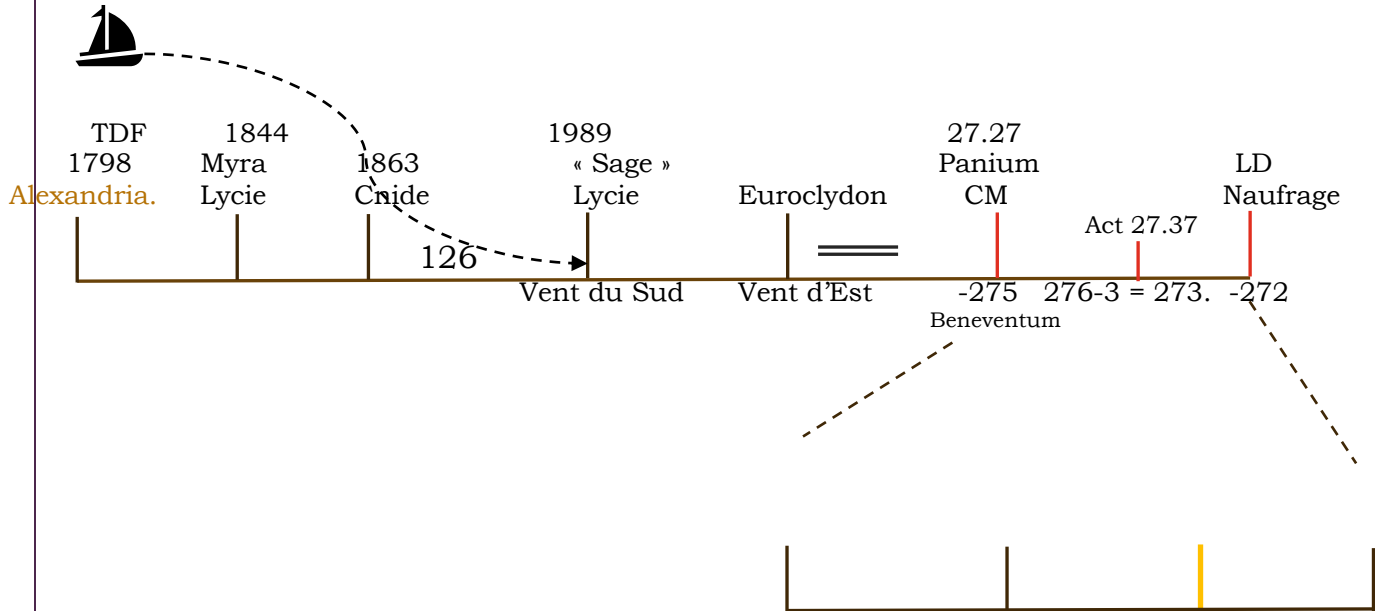 TDF 1844 1989 27.27
1798 Myra 1863 « Sage » Panium LD
Alexandria. Lycie Cnide Lycie Euroclydon CM Naufrage
Act 27.37
126
Vent du Sud Vent d'Est -275 276-3 = 273. -272
Beneventum